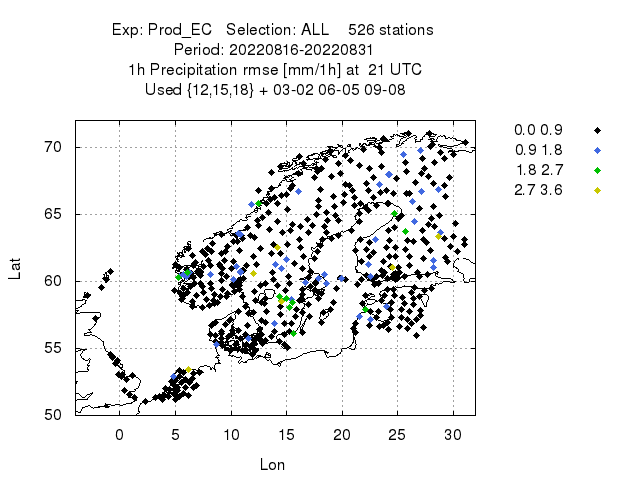 Exp: Prod_EC   Selection: ALL    526 stations
Period: 20220816-20220831
1h Precipitation rmse [mm/1h] at  21 UTC
Used {12,15,18} + 03-02 06-05 09-08
0.0 0.9
0.9 1.8
1.8 2.7
2.7 3.6
70
65
60
55
50
Lat
0 5 10 15 20 25 30
Lon